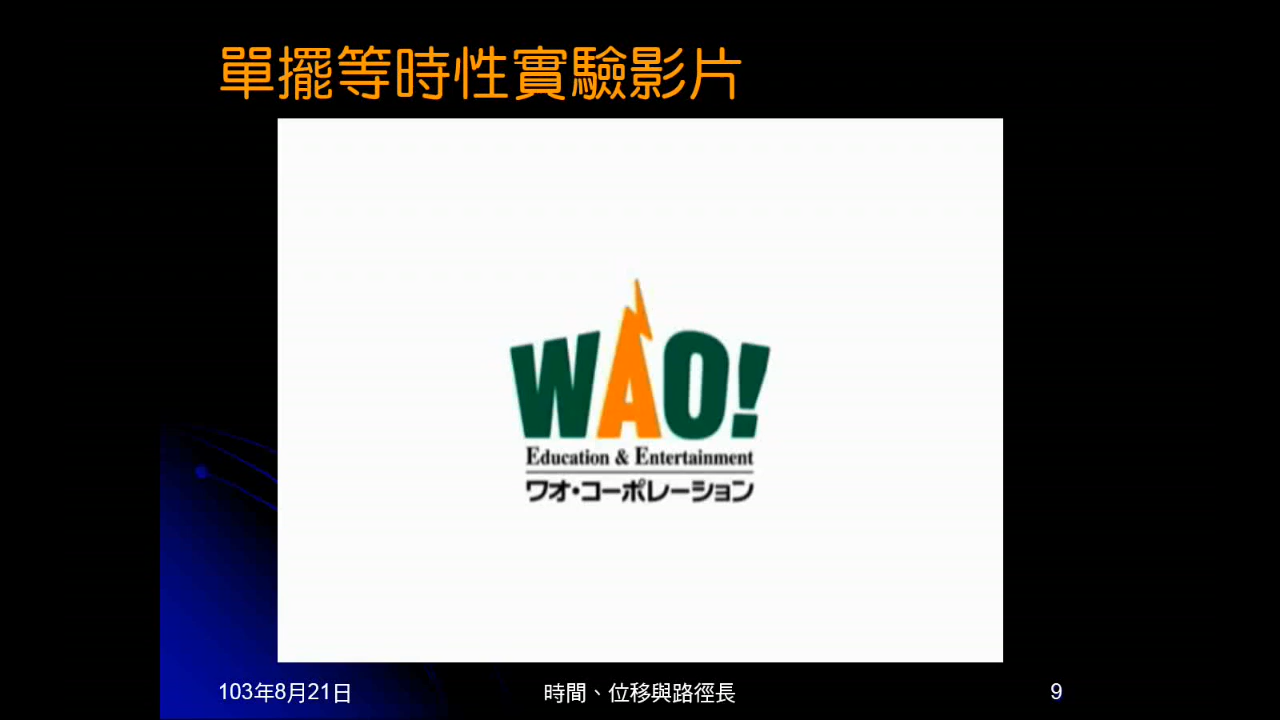 單擺等時性實驗影片
WAO!
Education & Entertainment
ワオ・コーポレーション
103年8月21日
時間、位移與路徑長
9